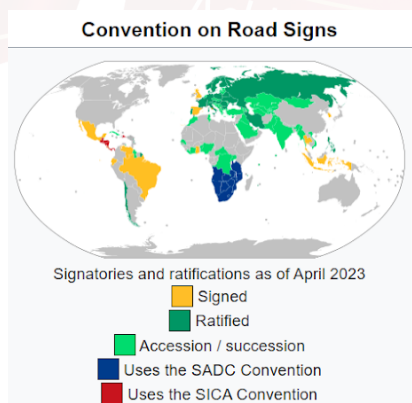 Convention on Road Signs
Signatories and ratifications as of April 2023
Signed
Ratified
Accession / succession
Uses the SADC Convention
Uses the SICA Convention